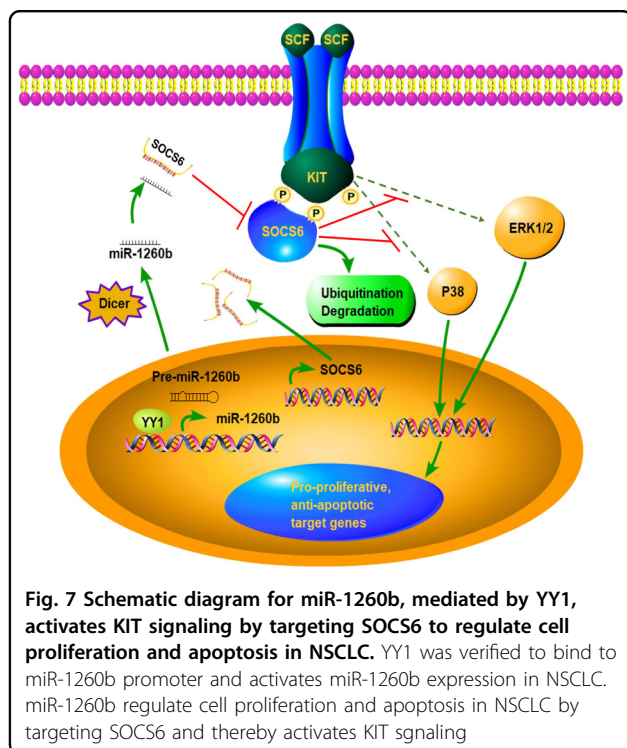 SCF SCF
KIT
P P P
SOCS6
SOCS6
miR-1260b
Dicer
ERK1/2
P38
Ubiquitination
Degradation
Pre-miR-1260b
YY1
miR-1260b
SOCS6
Pro-proliferative,
anti-apoptotic
target genes
Fig. 7 Schematic diagram for miR-1260b, mediated by YY1,
activates KIT signaling by targeting SOCS6 to regulate cell
proliferation and apoptosis in NSCLC. YY1 was verified to bind to
miR-1260b promoter and activates miR-1260b expression in NSCLC.
miR-1260b regulate cell proliferation and apoptosis in NSCLC by
targeting SOCS6 and thereby activates KIT sgnaling